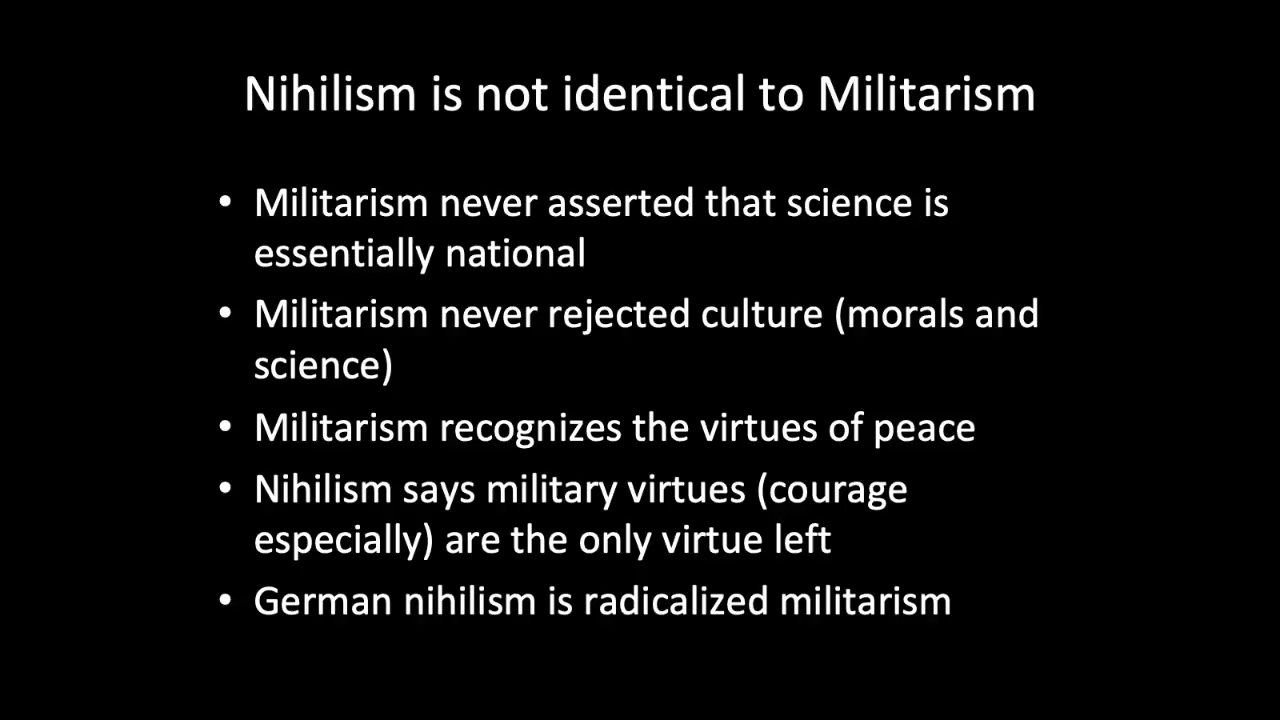 Nihilism is not identical to Militarism
• Militarism never asserted that science is
essentially national
• Militarism never rejected culture (morals and
science)
• Militarism recognizes the virtues of peace
• Nihilism says military virtues (courage
especially) are the only virtue left
• German nihilism is radicalized militarism